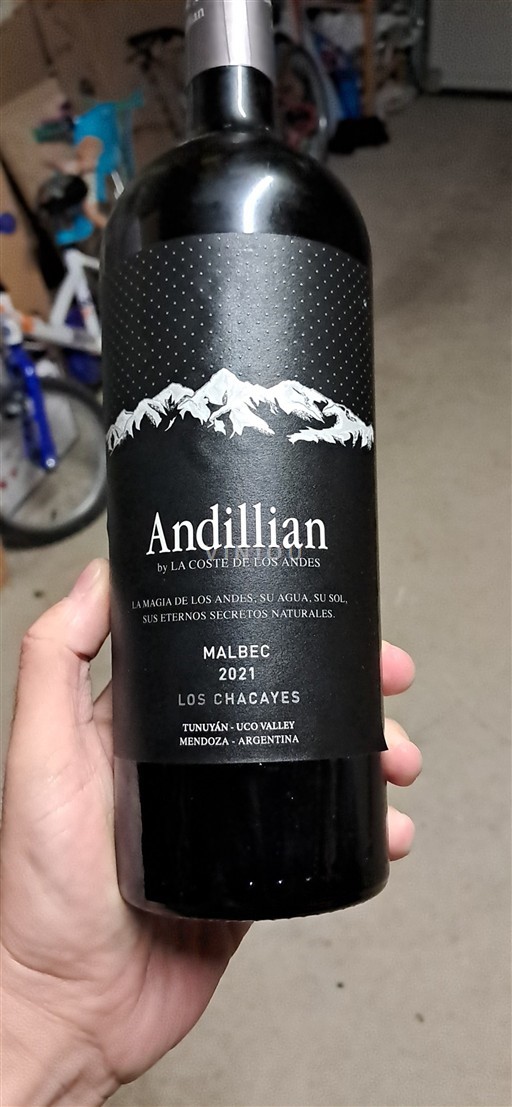 Andillian
by LA COSTE DE LOS ANDES
LA MAGIA DE LOS ANDES, SU AGUA, SU SOL,
SUS ETERNOS SECRETOS NATURALES.
MALBEC
2021
LOS CHACAYES
TUNUYÁN - UCO VALLEY
MENDOZA - ARGENTINA